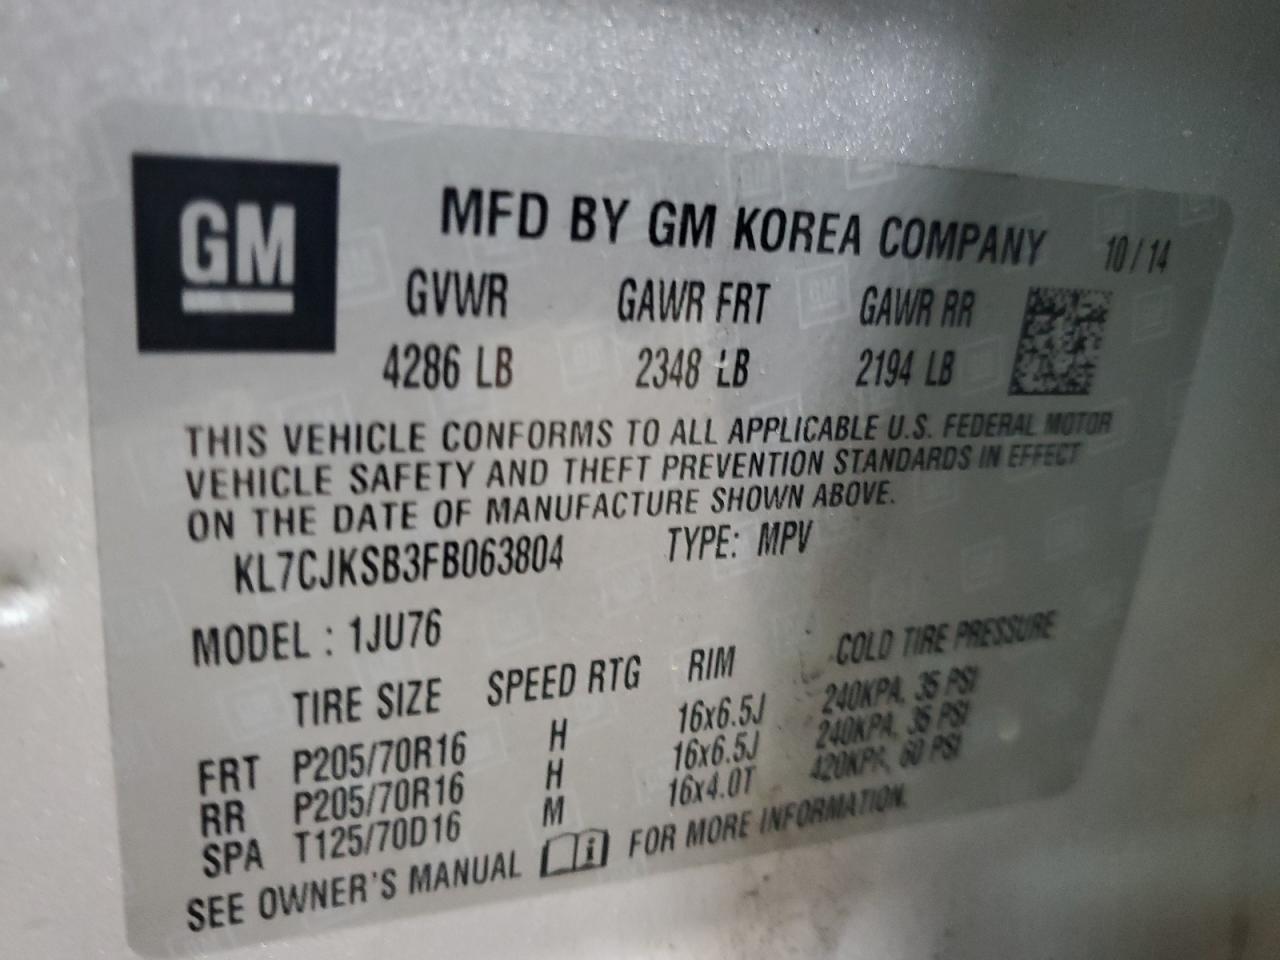 GM
MFD BY GM KOREA COMPANY 10/14
GVWR GAWR FRT GAWR RR
4286 LB 2348 LB 2194 LB
THIS VEHICLE CONFORMS TO ALL APPLICABLE U.S. FEDERAL MOTOR
VEHICLE SAFETY AND THEFT PREVENTION STANDARDS IN EFFECT
ON THE DATE OF MANUFACTURE SHOWN ABOVE.
KL7CJKSB3FB063804 TYPE: MPV
MODEL : 1JU76
TIRE SIZE SPEED RTG RIM COLD TIRE PRESSURE
FRT P205/70R16 H 16x6.5J 240KPA, 35 PSI
RR P205/70R16 H 16x6.5J 240KPA, 35 PSI
SPA T125/70D16 M 16x4.0T 420KPA, 60 PSI
SEE OWNER'S MANUAL FOR MORE INFORMATION.